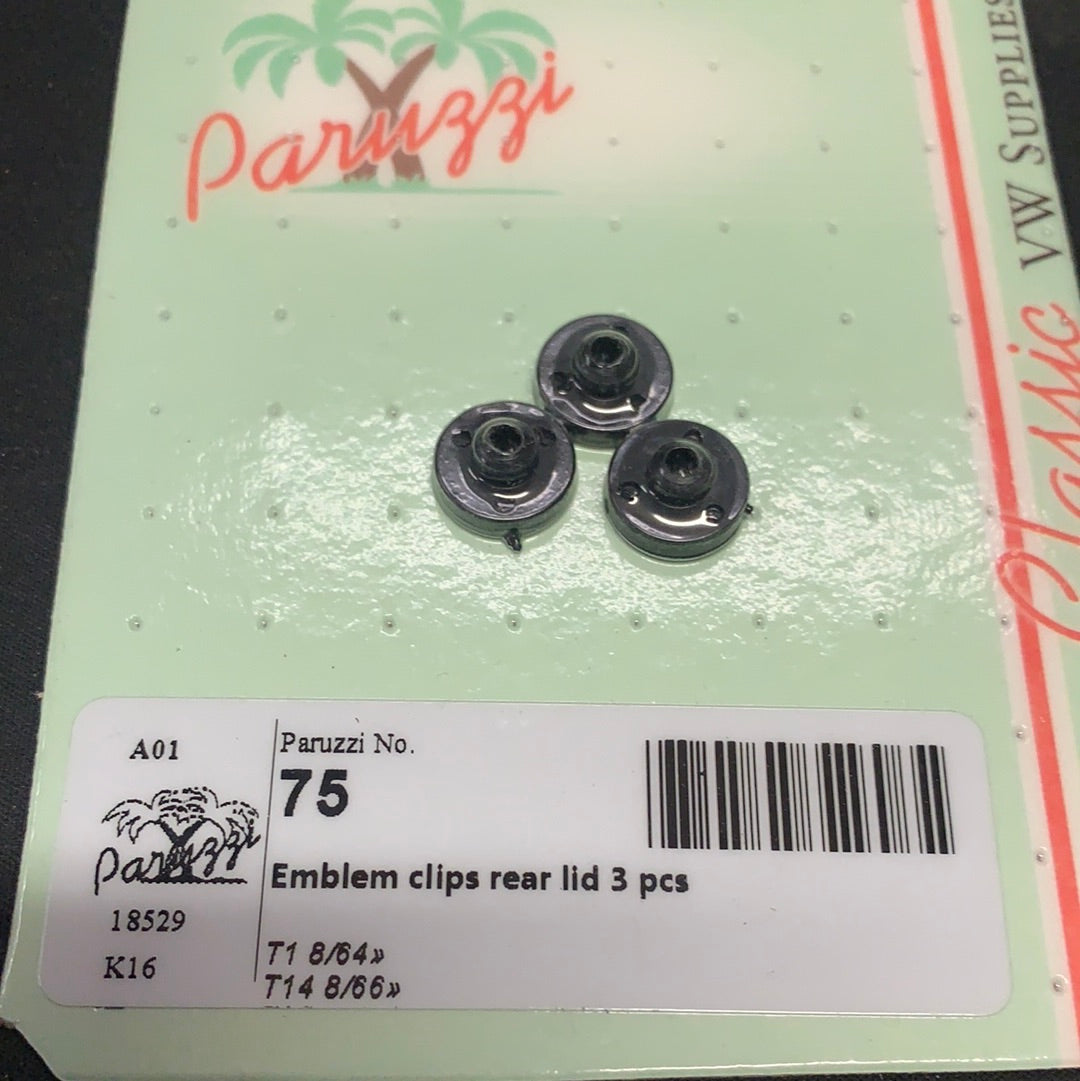 Paruzzi
Classic VW SUPPLIES
A01
Paruzzi
18529
K16
Paruzzi No.
75
Emblem clips rear lid 3 pcs
T1 8/64»
T14 8/66»